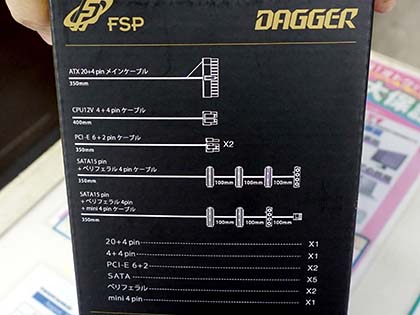 FSP
DAGGER
ATX 20+4 pin メインケーブル
350mm
CPU12V 4+4 pin ケーブル
400mm
PCI-E 6+2 pin ケーブル
350mm
X2
SATA15 pin
+ペリフェラル 4 pin ケーブル
350mm
100mm
100mm
100mm
SATA15 pin
+ペリフェラル 4pin
+mini 4 pin ケーブル
350mm
100mm
100mm
100mm
20+4 pin X1
4+4 pin X1
PCI-E 6+2 X2
SATA X5
ペリフェラル X2
mini 4 pin X1